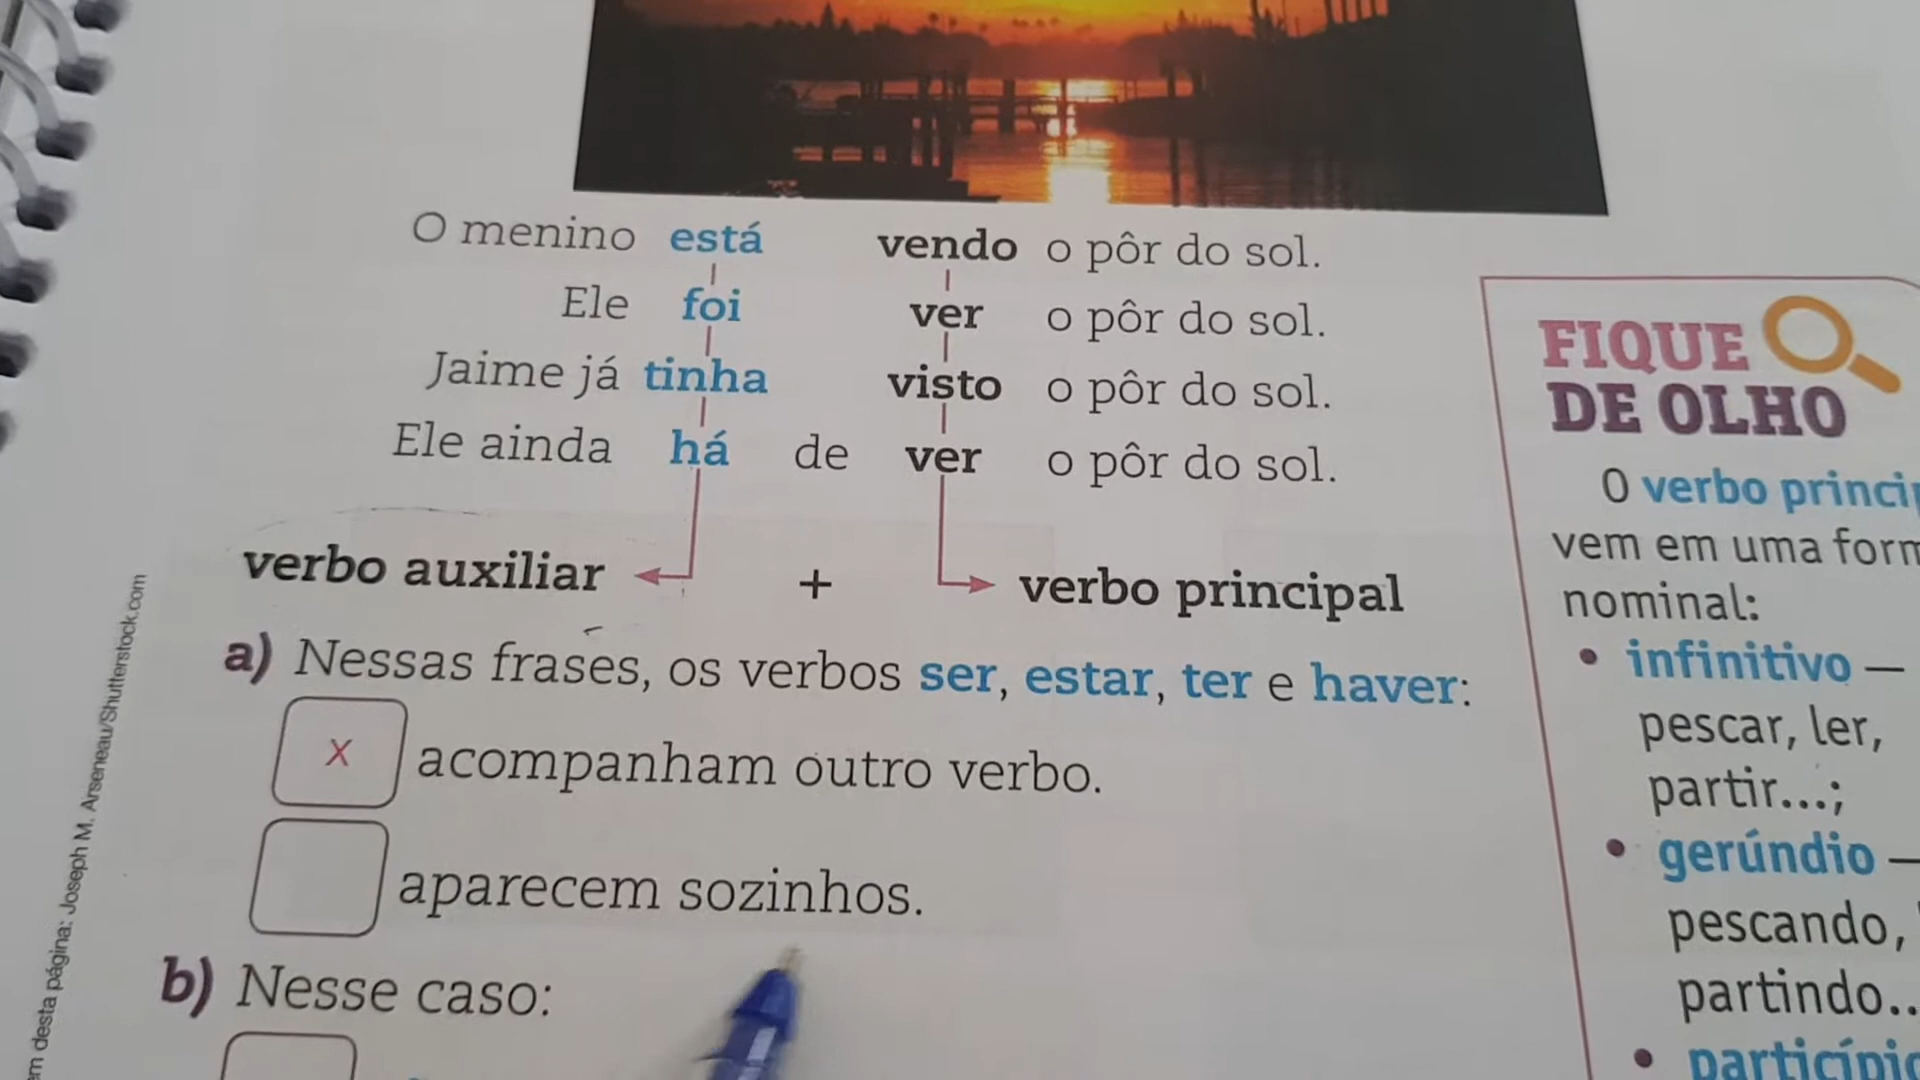 O menino está vendo o pôr do sol.
Ele foi ver o pôr do sol.
Jaime já tinha visto o pôr do sol.
Ele ainda há de ver o pôr do sol.
verbo auxiliar + verbo principal
a) Nessas frases, os verbos ser, estar, ter e haver:
x acompanham outro verbo.
aparecem sozinhos.
b) Nesse caso:
FIQUE
DE OLHO
O verbo
vem em uma
nominal:
• infinitivo —
pescar, ler,
partir...;
• gerúndio —
pescando,
partindo..
desta página: Joseph M. Arseneau/Shutterstock.com